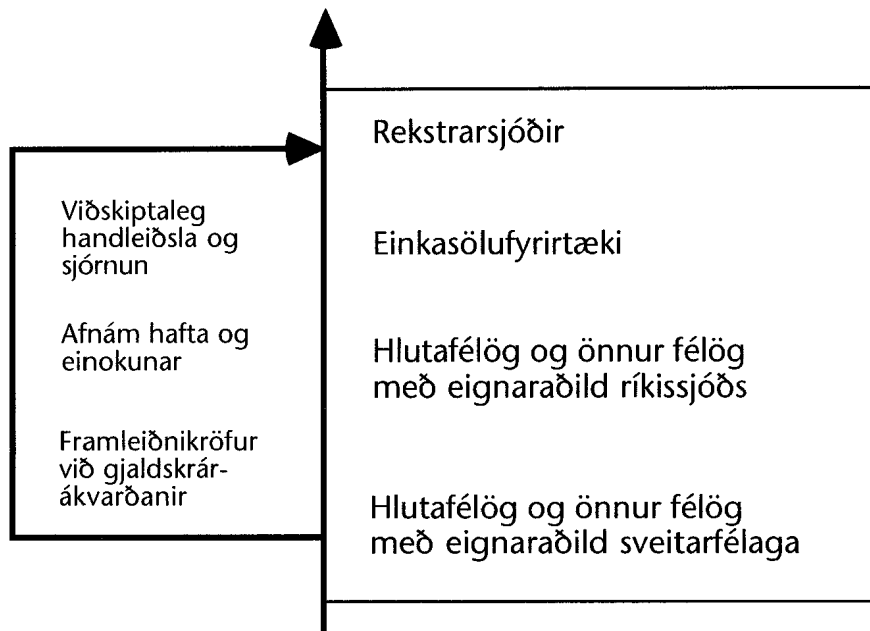 Viðskiptaleg
handleiðsla og
sjórnun
Afnám hafta og
einokunar
Framleiðnikröfur
við gjaldskrár-
ákvarðanir
Rekstrarsjóðir
Einkasölufyrirtæki
Hlutafélög og önnur félög
með eignaraðild ríkissjóðs
Hlutafélög og önnur félög
með eignaraðild sveitarfélaga